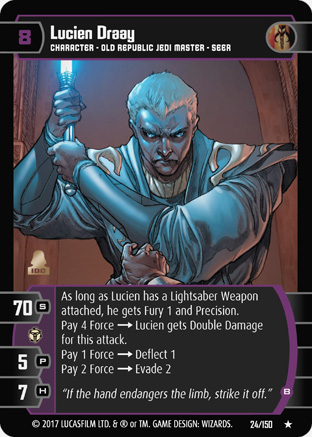 8
Lucien Draay
CHARACTER - OLD REPUBLIC JEDI MASTER - SEER
IDC
70 S
As long as Lucien has a Lightsaber Weapon
attached, he gets Fury 1 and Precision.
Pay 4 Force → Lucien gets Double Damage
for this attack.
5 P
Pay 1 Force → Deflect 1
Pay 2 Force → Evade 2
7 H
“If the hand endangers the limb, strike it off.”
B
© 2017 LUCASFILM LTD. & ® or TM. GAME DESIGN: WIZARDS.
24/150 ★